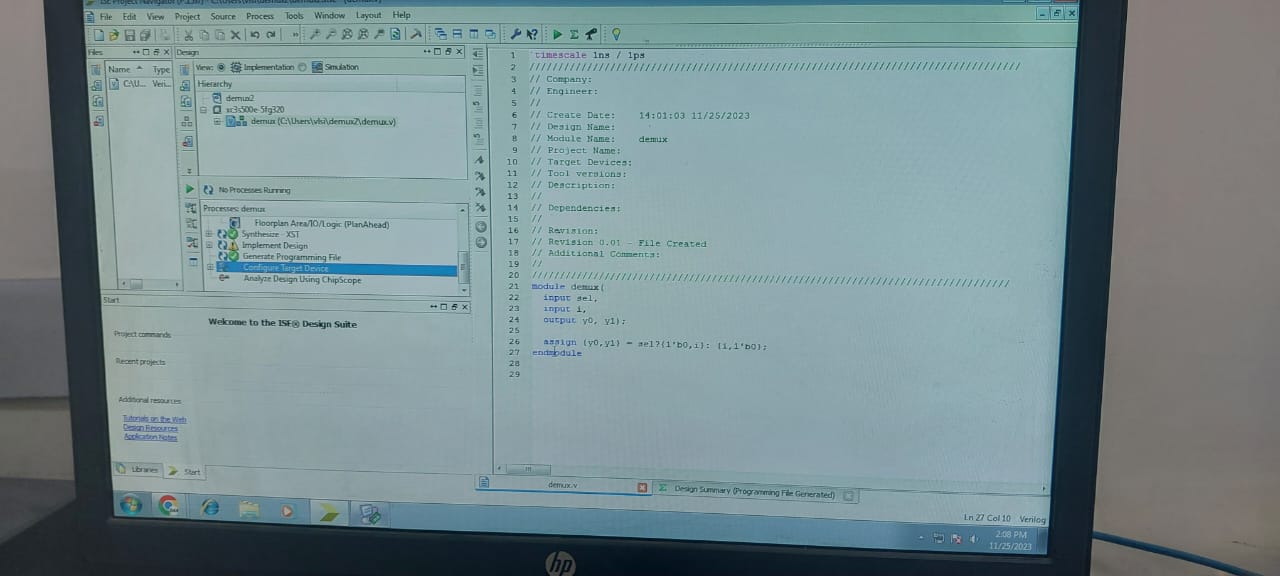 ISE Project Navigator
File Edit View Project Source Process Tools Window Layout Help
Files
Design
Name Type
C:\U... Veri...
View: Implementation Simulation
Hierarchy
demux2
xc3s500e-5fg320
demux (C:\Users\vlsi\demux2\demux.v)
No Processes Running
Processes: demux
Floorplan Area/IO/Logic (PlanAhead)
Synthesize - XST
Implement Design
Generate Programming File
Configure Target Device
Analyze Design Using ChipScope
Start
Welcome to the ISE® Design Suite
Project commands
Recent projects
Additional resources
Tutorials on the Web
Design Resources
Application Notes
Libraries Start
1 `timescale 1ns / 1ps
2 //////////////////////////////////////////////////////////////////////////////////
3 // Company:
4 // Engineer:
5 //
6 // Create Date: 14:01:03 11/25/2023
7 // Design Name:
8 // Module Name: demux
9 // Project Name:
10 // Target Devices:
11 // Tool versions:
12 // Description:
13 //
14 // Dependencies:
15 //
16 // Revision:
17 // Revision 0.01 - File Created
18 // Additional Comments:
19 //
20 //////////////////////////////////////////////////////////////////////////////////
21 module demux(
22 input sel,
23 input i,
24 output y0, y1);
25
26 assign {y0,y1} = sel?{1'b0,i}: {i,1'b0};
27 endmodule
28
29
demux.v
Design Summary (Programming File Generated)
Ln 27 Col 10 Verilog
2:08 PM
11/25/2023
hp